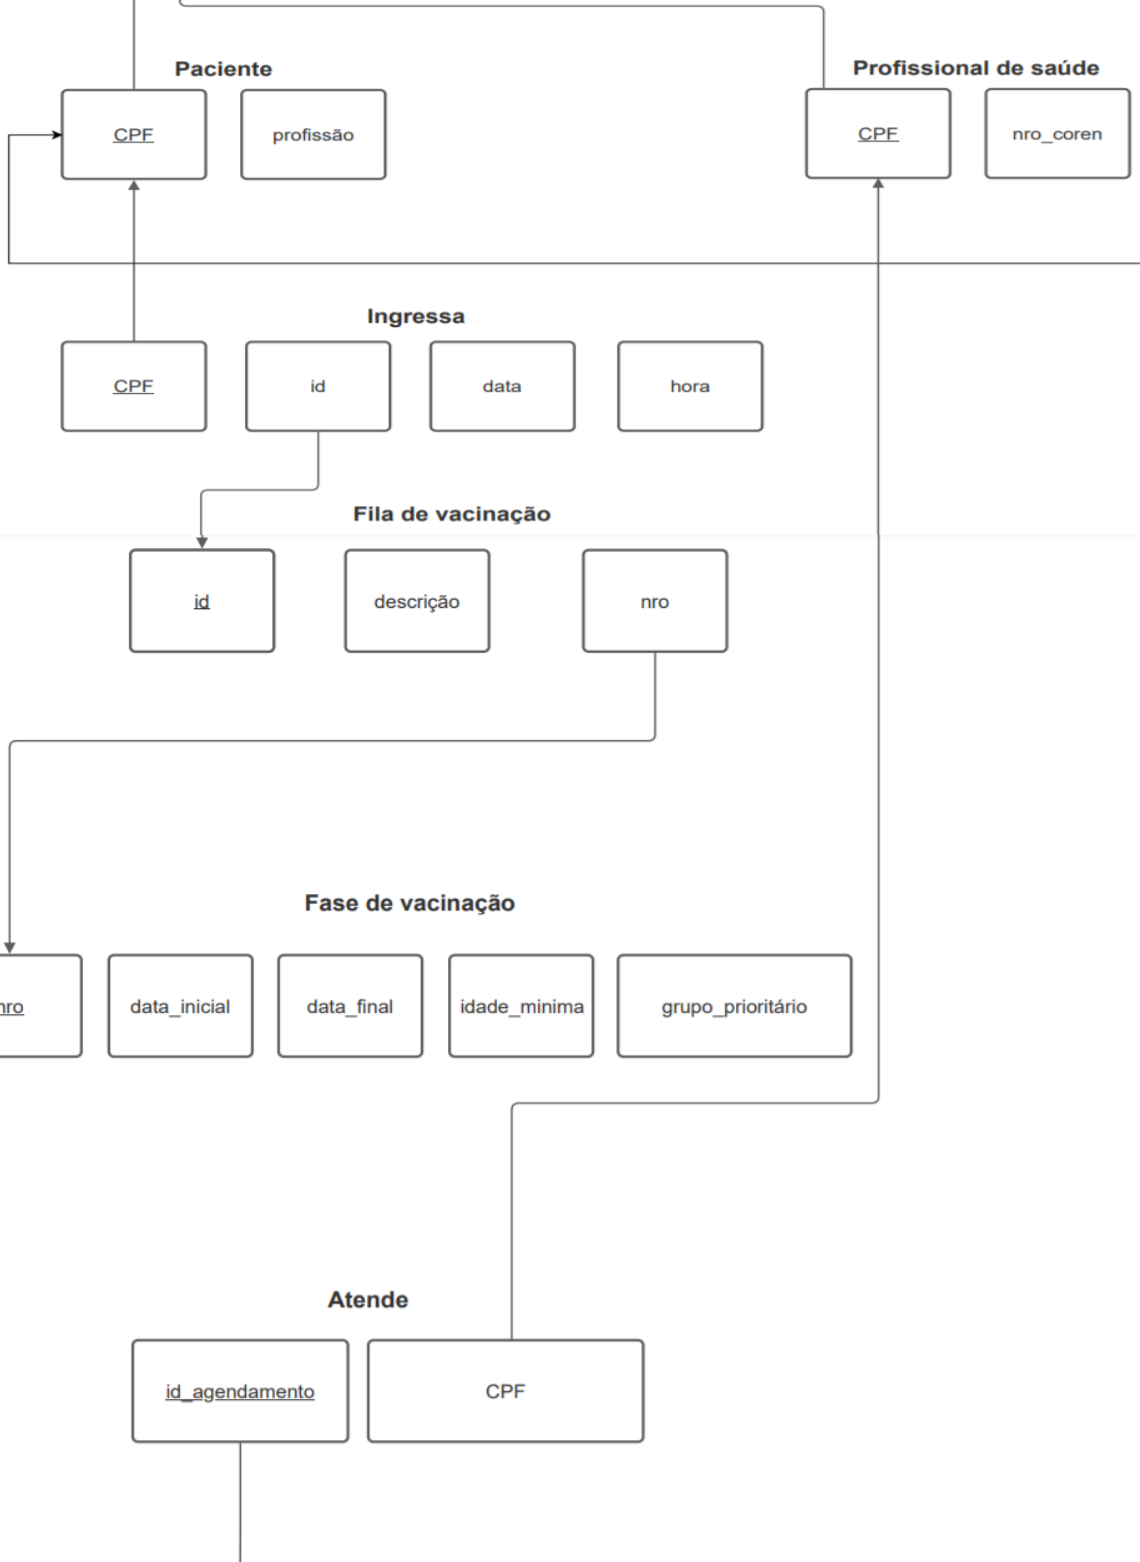 Paciente
Profissional de saúde
CPF
profissão
CPF
nro_coren
Ingressa
CPF
id
data
hora
Fila de vacinação
id
descrição
nro
Fase de vacinação
nro
data_inicial
data_final
idade_minima
grupo_prioritário
Atende
id_agendamento
CPF